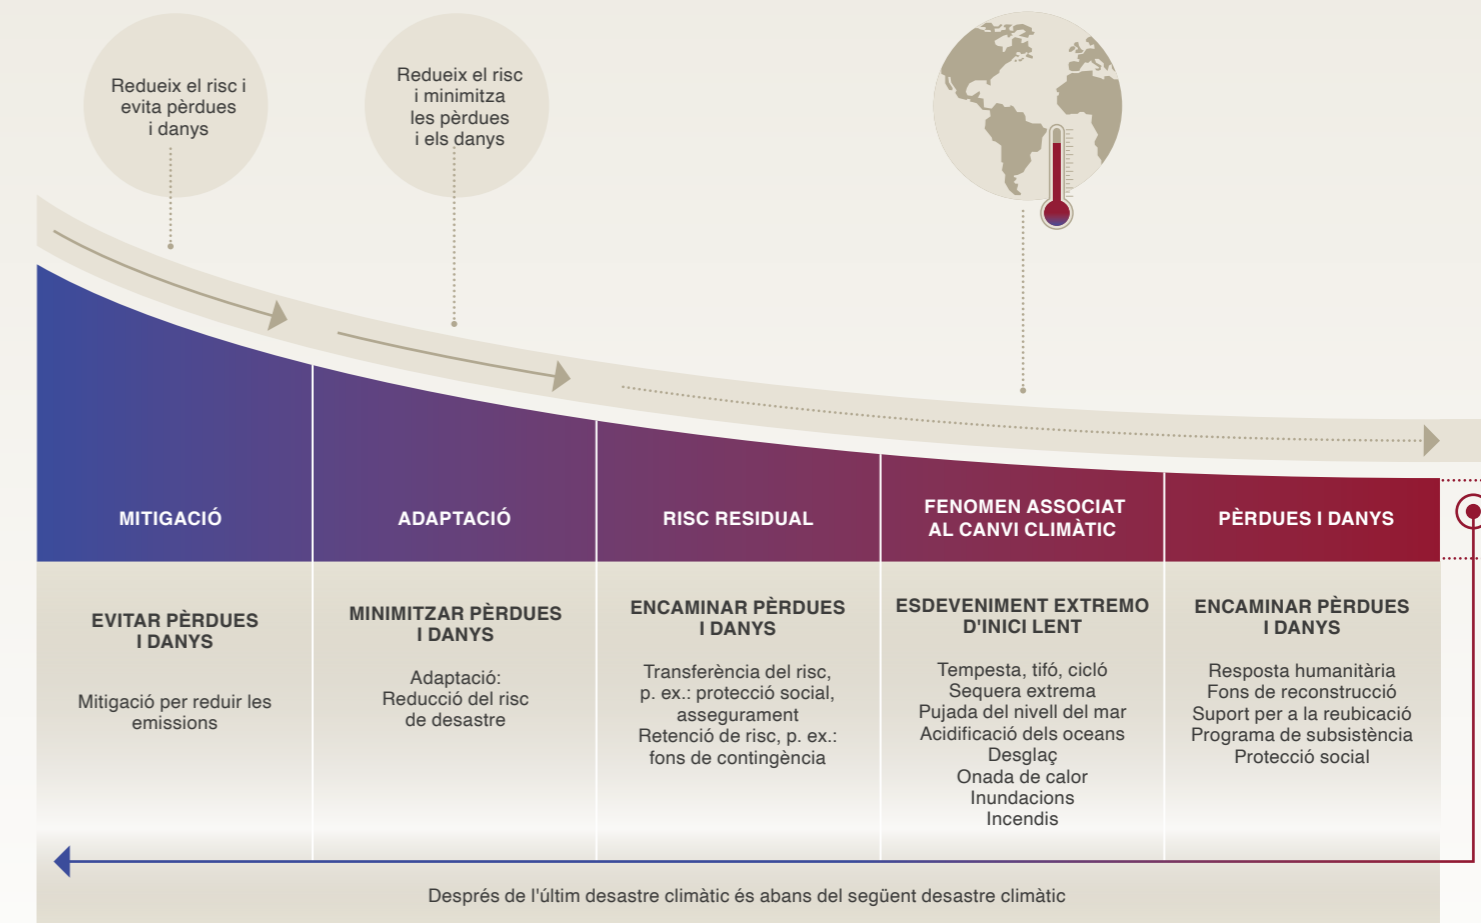 Redueix el risc i
evita pèrdues
i danys
Redueix el risc
i minimitza
les pèrdues
i els danys
MITIGACIÓ
ADAPTACIÓ
RISC RESIDUAL
FENOMEN ASSOCIAT
AL CANVI CLIMÀTIC
PÈRDUES I DANYS
EVITAR PÈRDUES
I DANYS
Mitigació per reduir les
emissions
MINIMITZAR PÈRDUES
I DANYS
Adaptació:
Reducció del risc
de desastre
ENCAMINAR PÈRDUES
I DANYS
Transferència del risc,
p. ex.: protecció social,
assegurament
Retenció de risc, p. ex.:
fons de contingència
ESDEVENIMENT EXTREMO
D'INICI LENT
Tempesta, tifó, cicló
Sequera extrema
Pujada del nivell del mar
Acidificació dels oceans
Desglaç
Onada de calor
Inundacions
Incendis
ENCAMINAR PÈRDUES
I DANYS
Resposta humanitària
Fons de reconstrucció
Suport per a la reubicació
Programa de subsistència
Protecció social
Després de l'últim desastre climàtic és abans del següent desastre climàtic